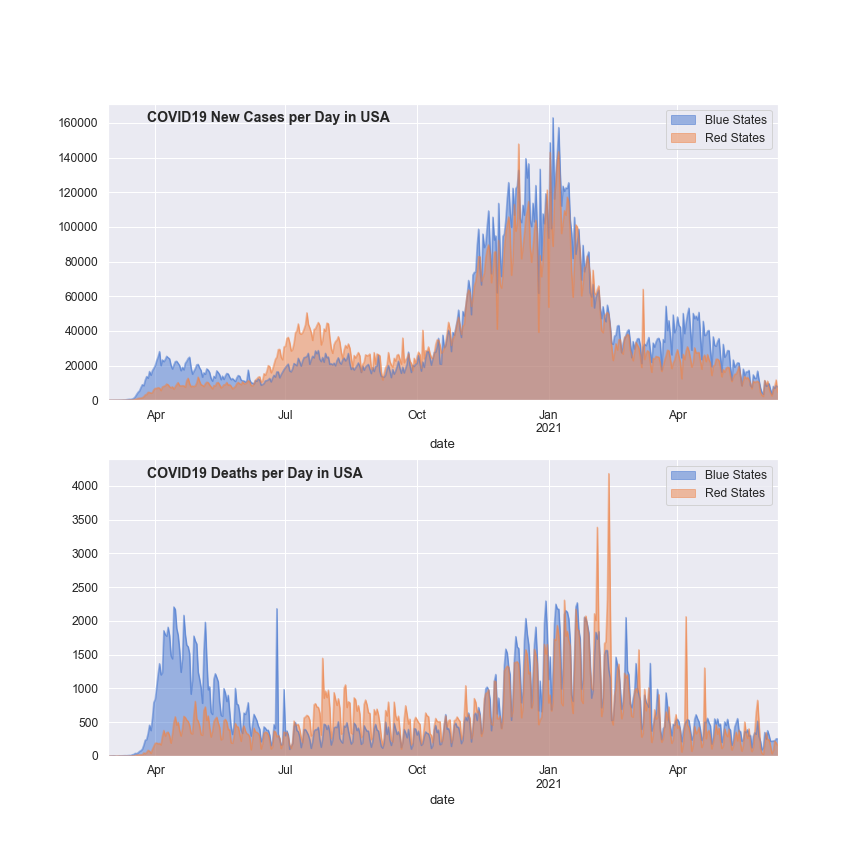 COVID19 New Cases per Day in USA
Blue States
Red States
160000
140000
120000
100000
80000
60000
40000
20000
0
Apr Jul Oct Jan Apr
2021
date
COVID19 Deaths per Day in USA
Blue States
Red States
4000
3500
3000
2500
2000
1500
1000
500
0
Apr Jul Oct Jan Apr
2021
date